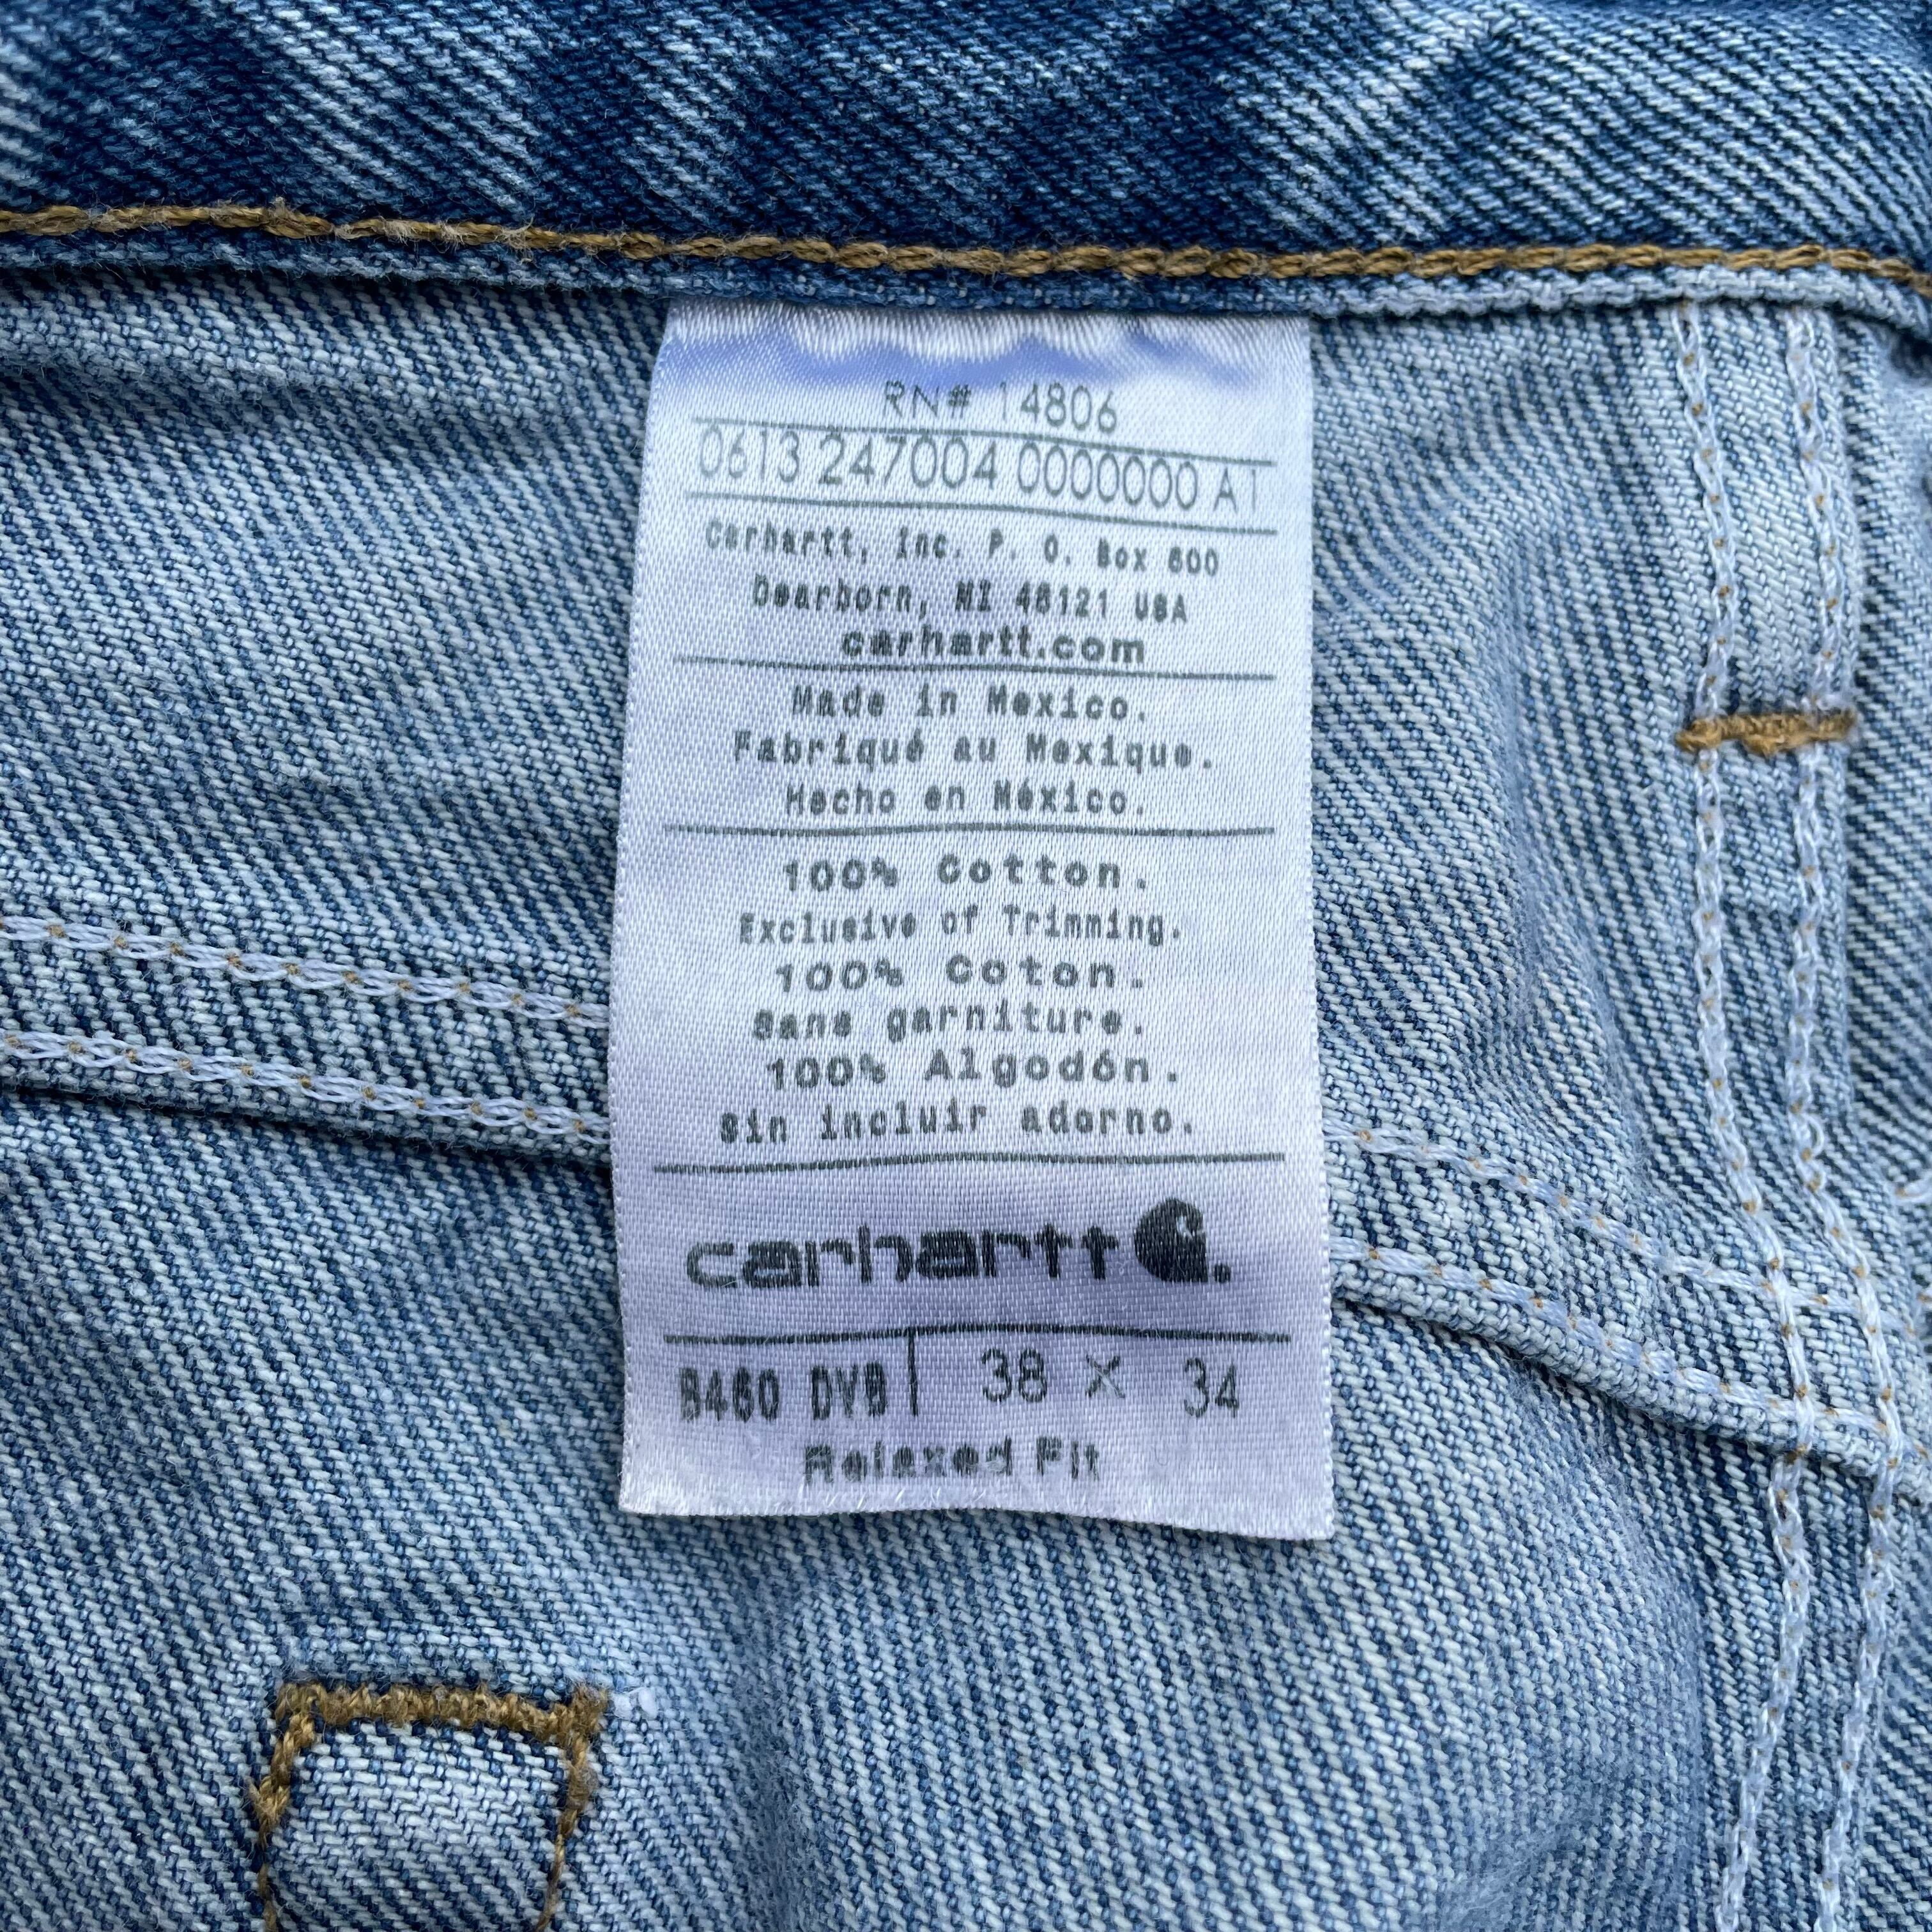 RN# 14806
0613 247004 0000000 A1
Carhartt, Inc. P. O. Box 600
Dearborn, MI 48121 USA
carhartt.com
Made in Mexico.
Fabriqué au Mexique.
Hecho en México.
100% Cotton.
Exclusive of Trimming.
100% Coton.
Sans garniture.
100% Algodón.
Sin incluir adorno.
carhartt
B460 DVB 38 X 34
Relaxed Fit